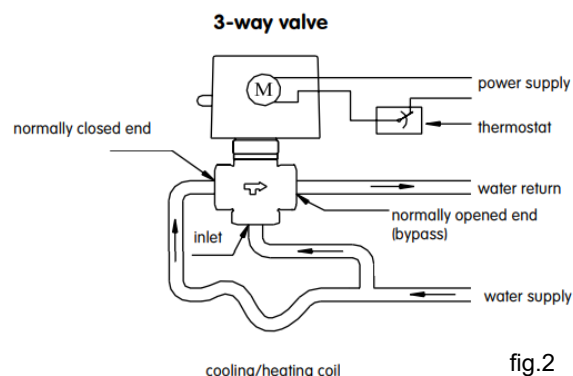 3-way valve
M
power supply
thermostat
normally closed end
water return
normally opened end
(bypass)
inlet
water supply
cooling/heating coil
fig.2